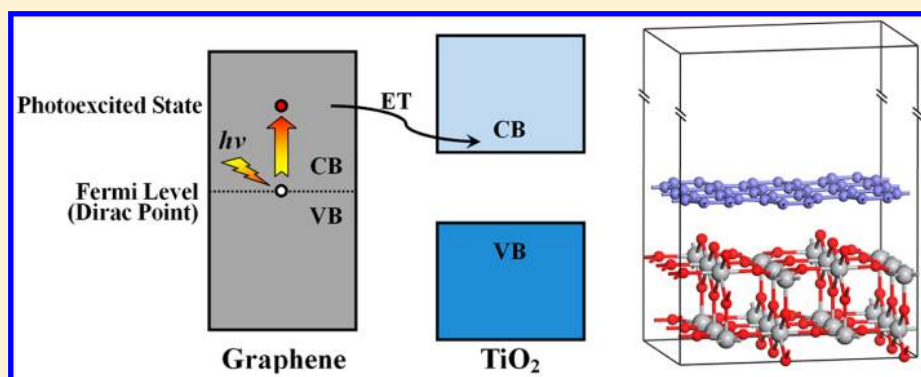 Photoexcited State
hν
Fermi Level
(Dirac Point)
CB
VB
Graphene
ET
CB
VB
TiO₂